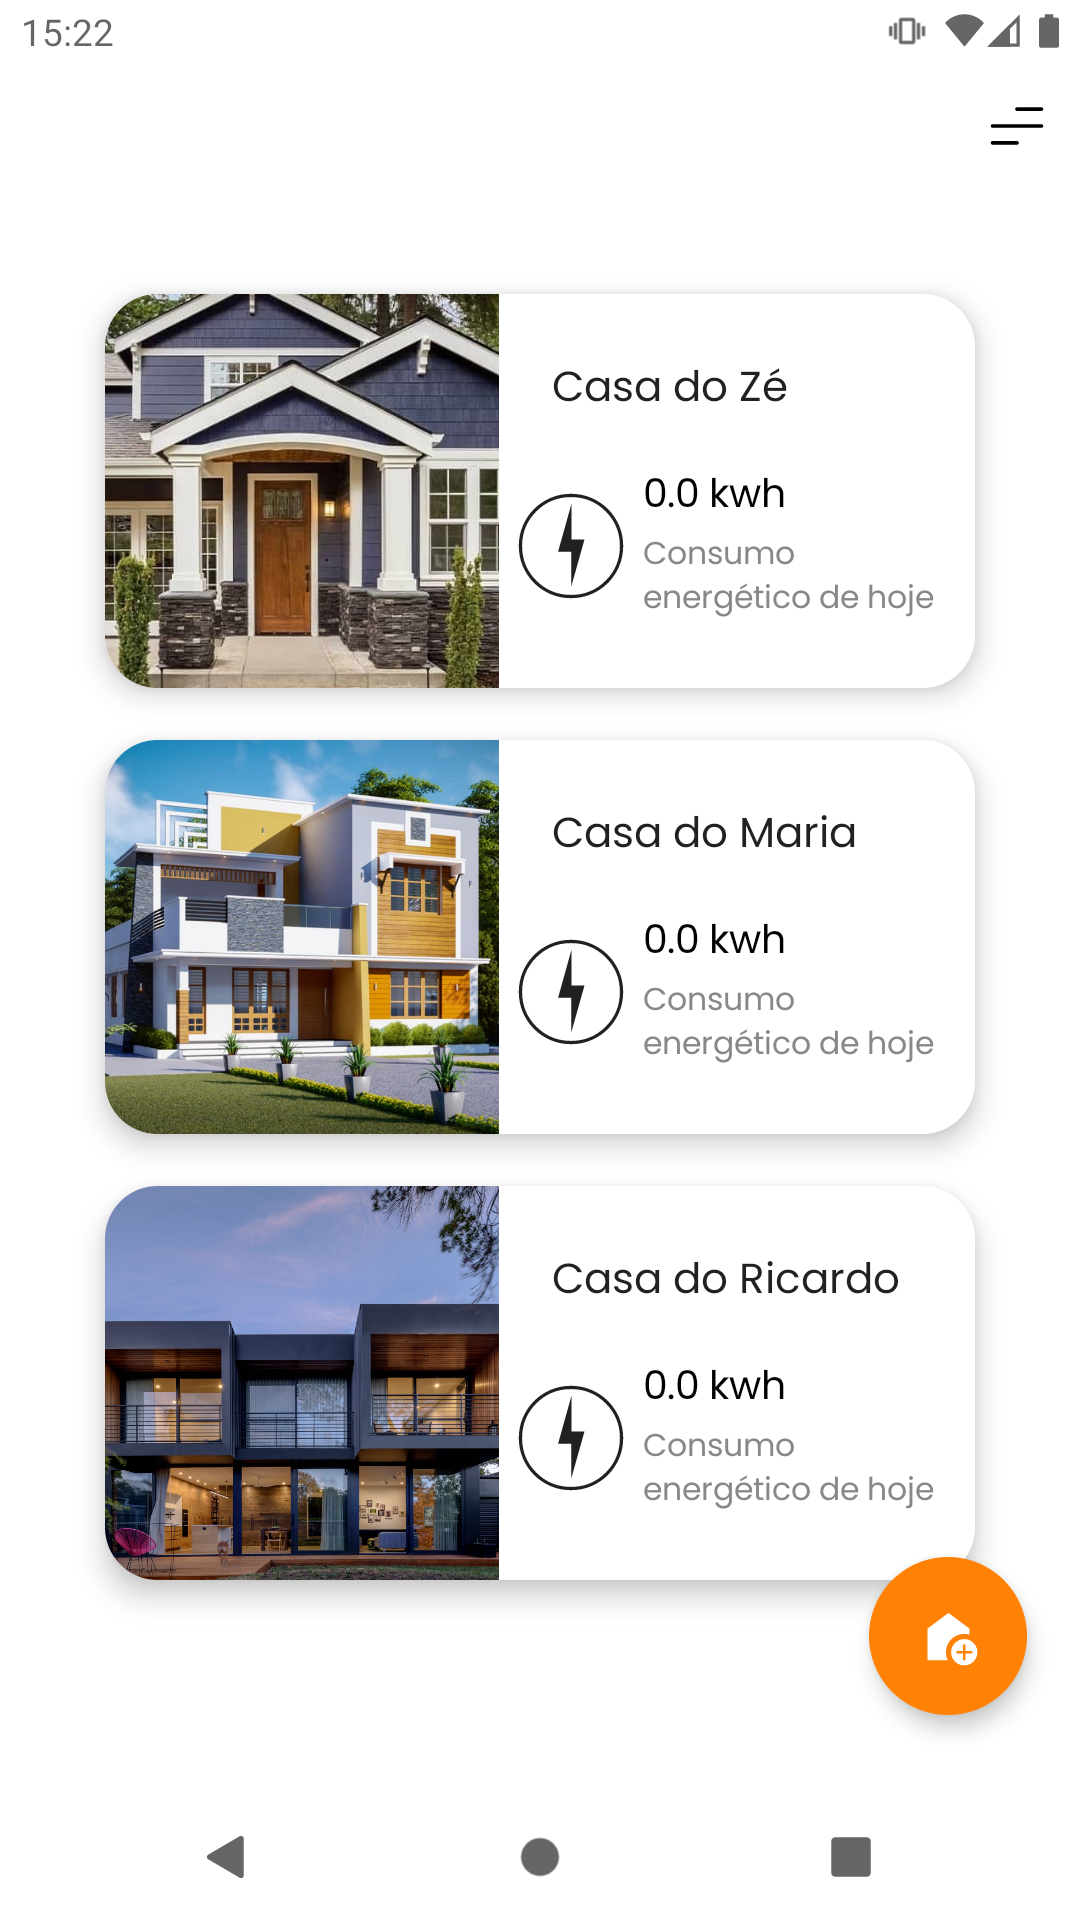 15:22
Casa do Zé
0.0 kwh
Consumo
energético de hoje
Casa do Maria
0.0 kwh
Consumo
energético de hoje
Casa do Ricardo
0.0 kwh
Consumo
energético de hoje